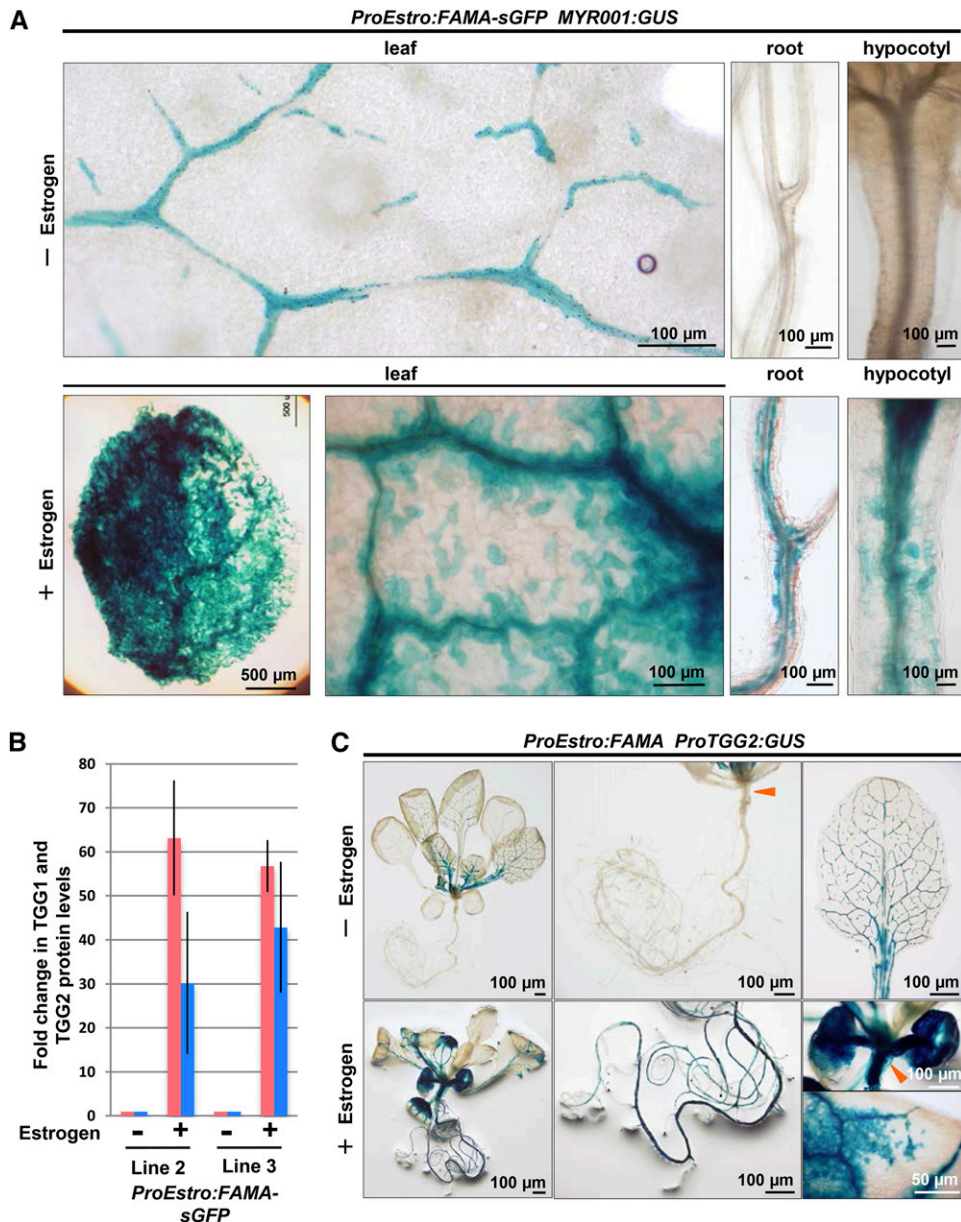 A
ProEstro:FAMA-sGFP MYR001:GUS
leaf
root
hypocotyl
— Estrogen
100 µm
100 µm
100 µm
leaf
root
hypocotyl
+ Estrogen
500 µ
500 µm
100 µm
100 µm
100 µm
B
Fold change in TGG1 and
TGG2 protein levels
80
70
60
50
40
30
20
10
0
Estrogen - + - +
Line 2 Line 3
ProEstro:FAMA-
sGFP
C
ProEstro:FAMA ProTGG2:GUS
— Estrogen
100 µm
100 µm
100 µm
+ Estrogen
100 µm
100 µm
100 µm
50 µm